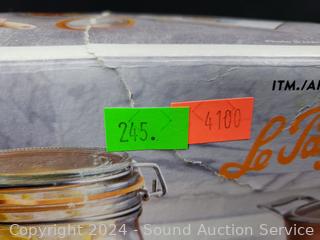 ITM./A
245.
4100
Le Pa
Copyright 2024 - Sound Auction Service